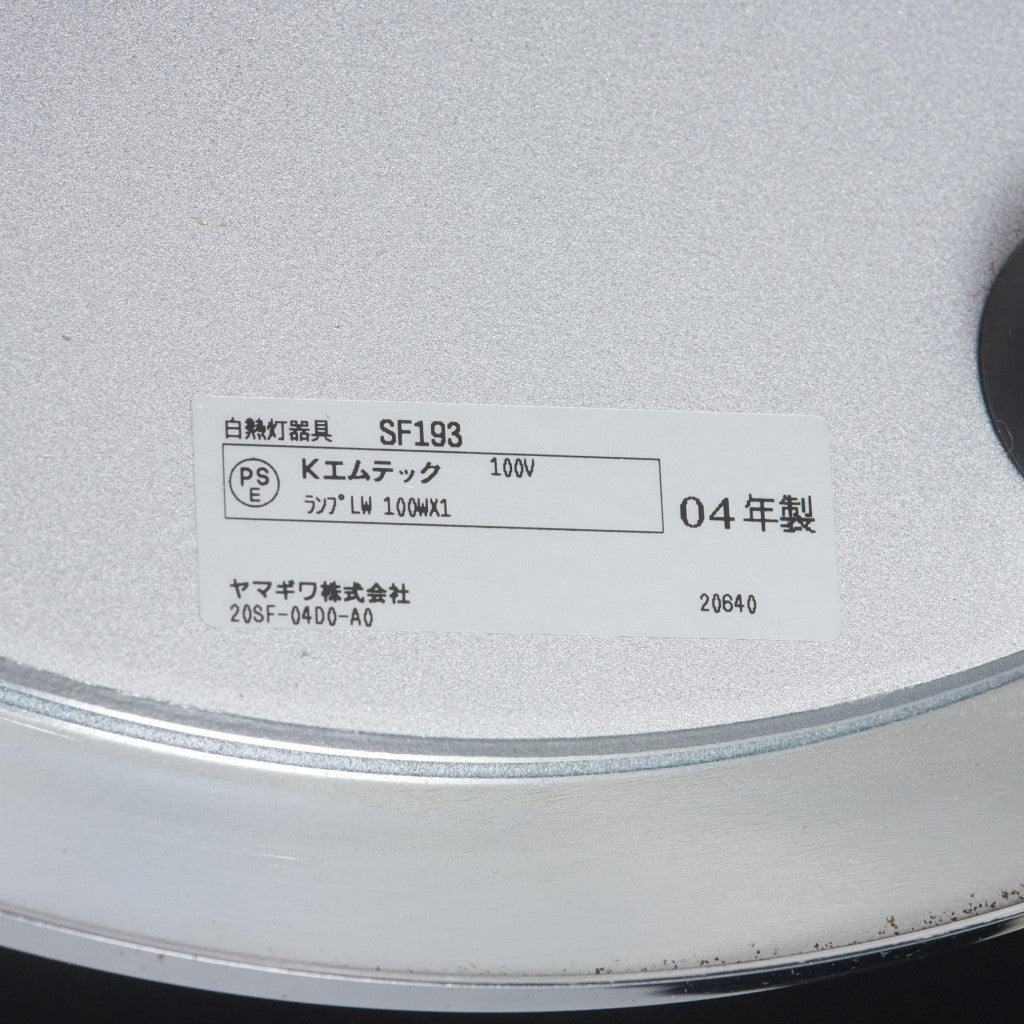 白熱灯器具 SF193
PS E Kエムテック 100V
ランプ LW 100WX1
04年製
ヤマギワ株式会社
20SF-04D0-A0 20640